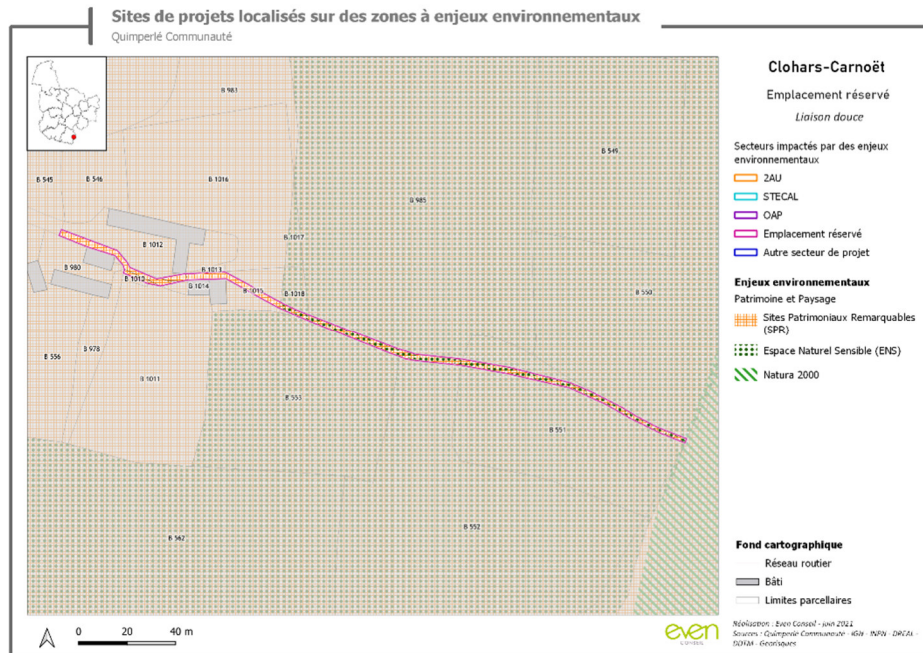 Sites de projets localisés sur des zones à enjeux environnementaux
Quimperlé Communauté
Clohars-Carnoët
Emplacement réservé
Liaison douce
Secteurs impactés par des enjeux
environnementaux
2AU
STECAL
OAP
Emplacement réservé
Autre secteur de projet
Enjeux environnementaux
Patrimoine et Paysage
Sites Patrimoniaux Remarquables
(SPR)
Espace Naturel Sensible (ENS)
Natura 2000
Fond cartographique
Réseau routier
Bâti
Limites parcellaires
B 983
B 549
B 545
B 546
B 1016
B 985
B 1017
B 1012
B 980
B 1013
B 1014
B 1015
B 1018
B 550
B 556
B 978
B 1011
B 553
B 551
B 562
B 552
0 20 40 m
even
CONSEIL
Réalisation : Even Conseil - juin 2021
Sources : Quimperlé Communauté - IGN - INPN - DREAL -
DDTM - Géorisques